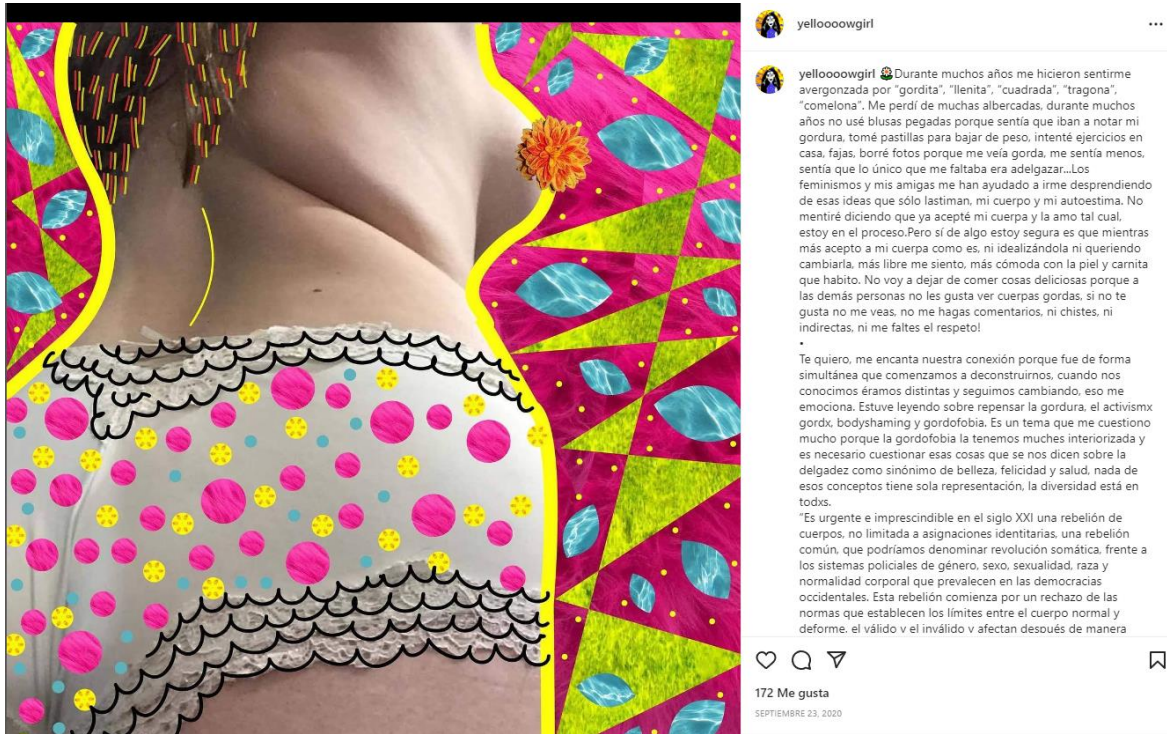 yelloooowgirl
yelloooowgirl Durante muchos años me hicieron sentirme
avergonzada por “gordita”, “llenita”, “cuadrada”, “tragona”,
“comelona”. Me perdí de muchas albercadas, durante muchos
años no usé blusas pegadas porque sentía que iban a notar mi
gordura, tomé pastillas para bajar de peso, intenté ejercicios en
casa, fajas, borré fotos porque me veía gorda, me sentía menos,
sentía que lo único que me faltaba era adelgazar...Los
feminismos y mis amigas me han ayudado a irme desprendiendo
de esas ideas que sólo lastiman, mi cuerpo y mi autoestima. No
mentiré diciendo que ya acepté mi cuerpa y la amo tal cual,
estoy en el proceso.Pero sí de algo estoy segura es que mientras
más acepto a mi cuerpa como es, ni idealizándola ni queriendo
cambiarla, más libre me siento, más cómoda con la piel y carnita
que habito. No voy a dejar de comer cosas deliciosas porque a
las demás personas no les gusta ver cuerpas gordas, si no te
gusta no me veas, no me hagas comentarios, ni chistes, ni
indirectas, ni me faltes el respeto!
•
Te quiero, me encanta nuestra conexión porque fue de forma
simultánea que comenzamos a deconstruirnos, cuando nos
conocimos éramos distintas y seguimos cambiando, eso me
emociona. Estuve leyendo sobre repensar la gordura, el activismx
gordx, bodyshaming y gordofobia. Es un tema que me cuestiono
mucho porque la gordofobia la tenemos muches interiorizada y
es necesario cuestionar esas cosas que se nos dicen sobre la
delgadez como sinónimo de belleza, felicidad y salud, nada de
esos conceptos tiene sola representación, la diversidad está en
todxs.
“Es urgente e imprescindible en el siglo XXI una rebelión de
cuerpos, no limitada a asignaciones identitarias, una rebelión
común, que podríamos denominar revolución somática, frente a
los sistemas policiales de género, sexo, sexualidad, raza y
normalidad corporal que prevalecen en las democracias
occidentales. Esta rebelión comienza por un rechazo de las
normas que establecen los límites entre el cuerpo normal y
deforme, el válido y el inválido y afectan después de manera
172 Me gusta
SEPTIEMBRE 23, 2020